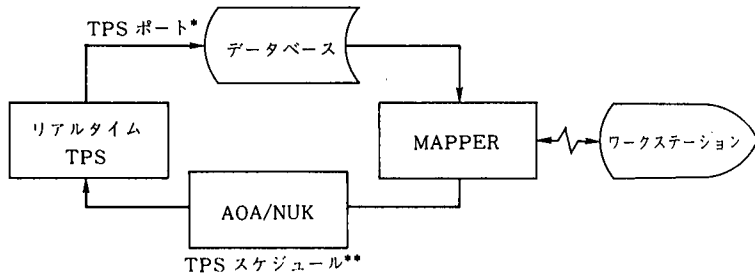 TPS ポート*
データベース
リアルタイム
TPS
MAPPER
ワークステーション
AOA/NUK
TPS スケジュール**